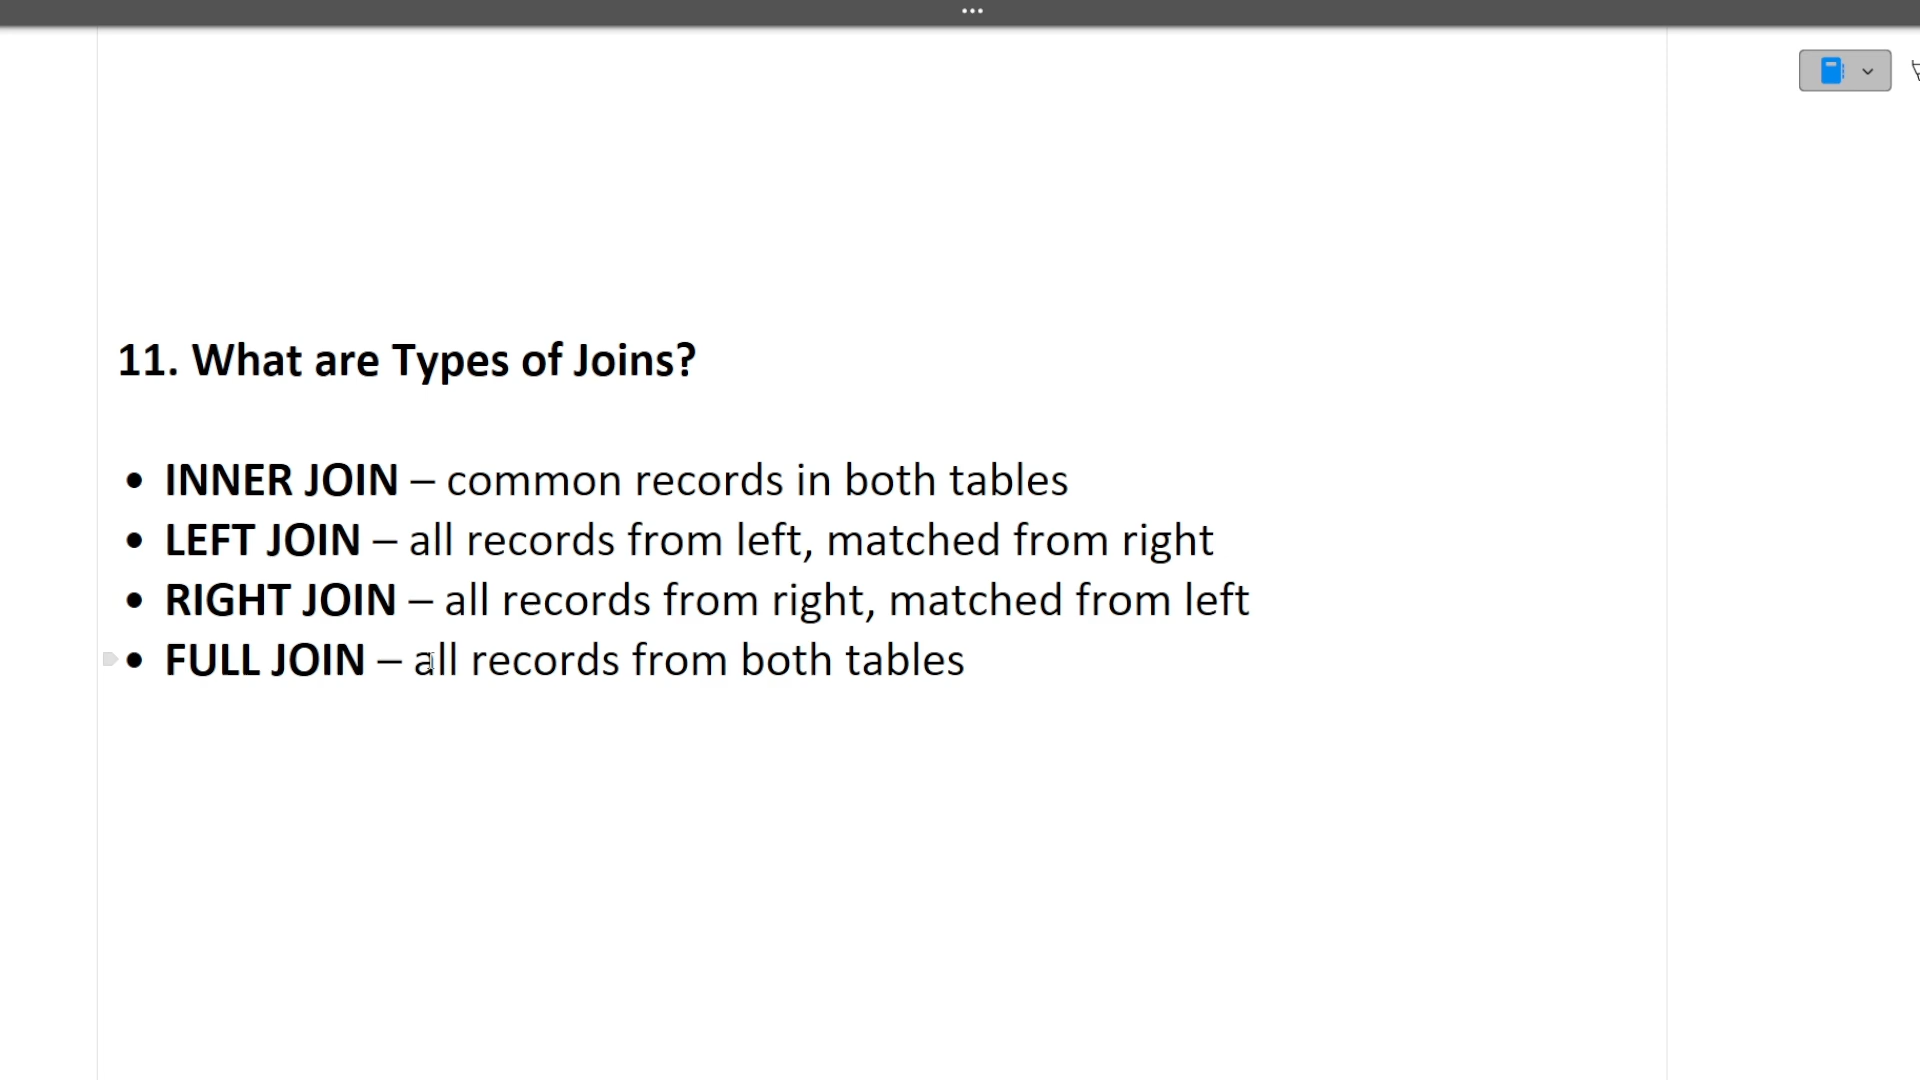 11. What are Types of Joins?
• INNER JOIN – common records in both tables
• LEFT JOIN – all records from left, matched from right
• RIGHT JOIN – all records from right, matched from left
• FULL JOIN – all records from both tables